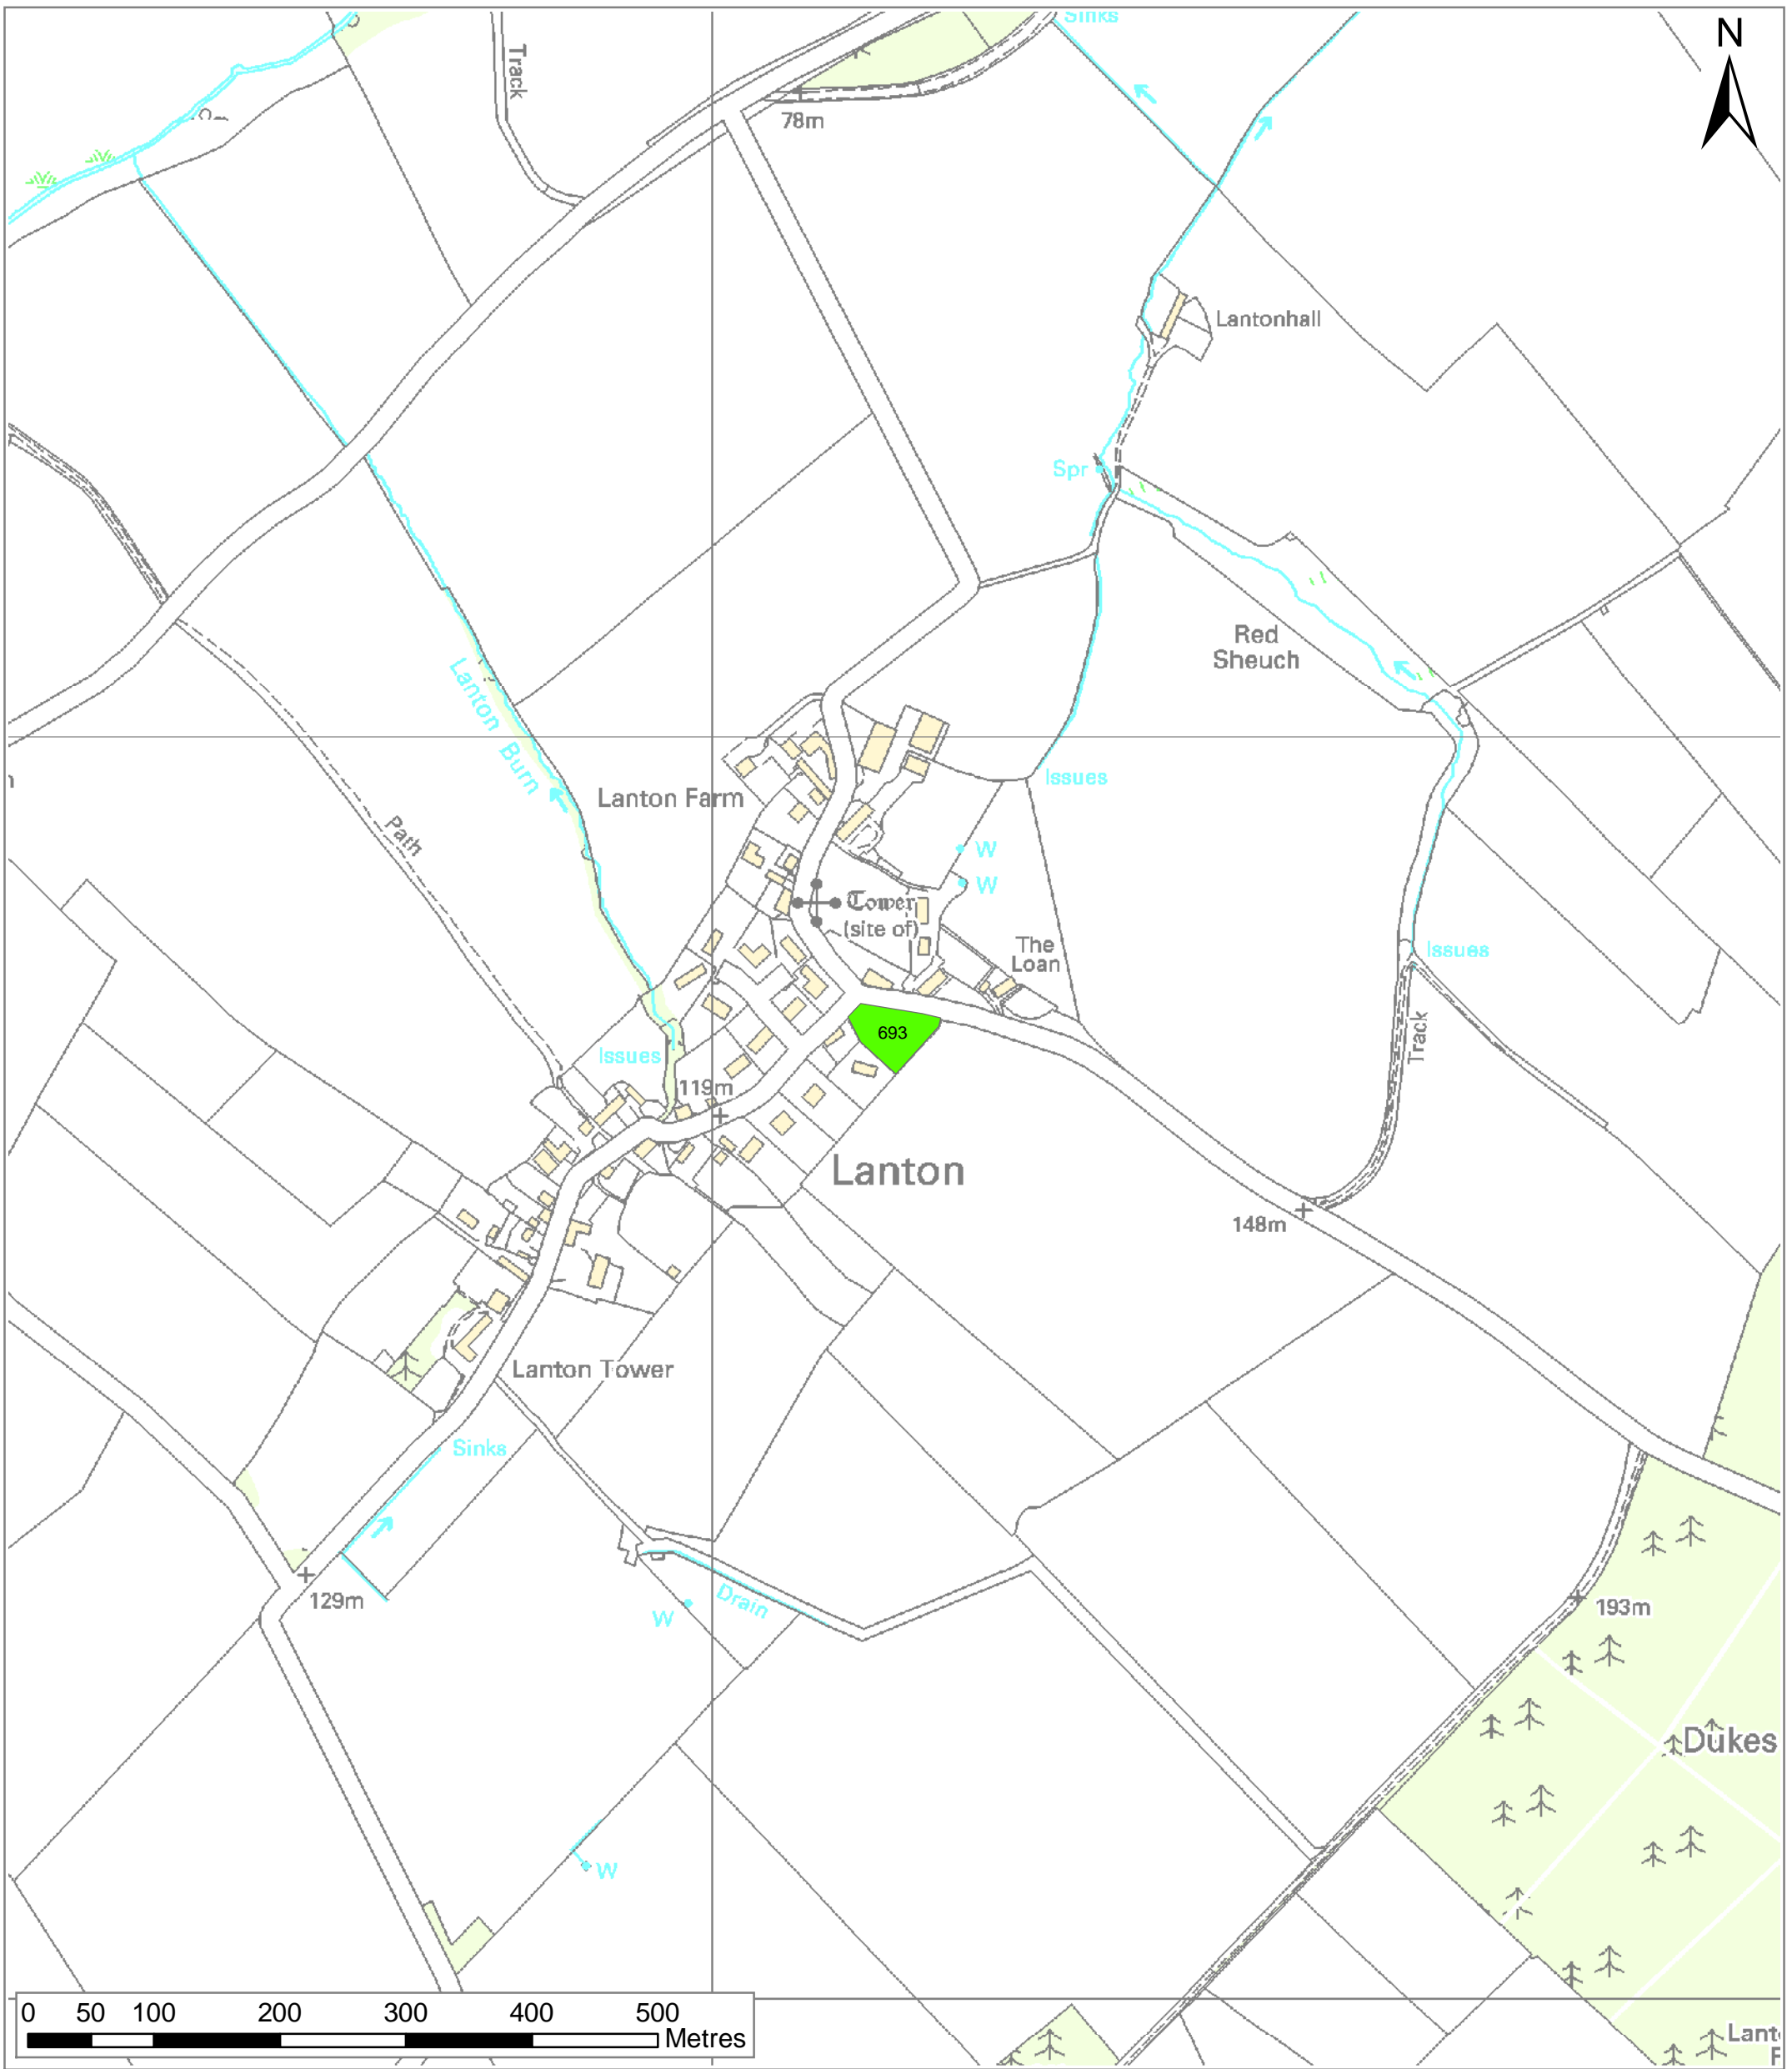 Sinks
N
Track
78m
Lantonhall
Spr
Red
Sheuch
Lanton Burn
Issues
Lanton Farm
Path
W
W
Tower
(site of)
The
Loan
Issues
693
Track
Issues
119m
Lanton
148m
Lanton Tower
Sinks
129m
Drain
W
193m
Dukes
W
0 50 100 200 300 400 500
Metres